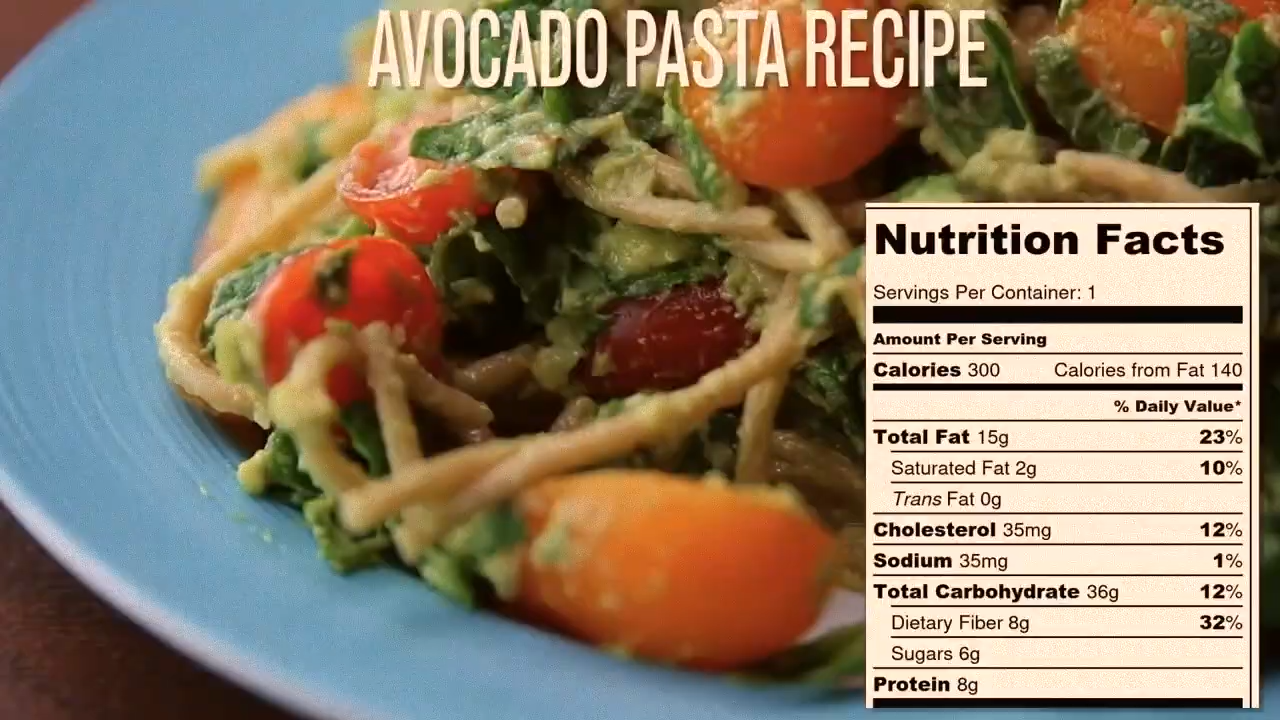 AVOCADO PASTA RECIPE
Nutrition Facts
Servings Per Container: 1
Amount Per Serving
Calories 300 Calories from Fat 140
% Daily Value*
Total Fat 15g 23%
Saturated Fat 2g 10%
Trans Fat 0g
Cholesterol 35mg 12%
Sodium 35mg 1%
Total Carbohydrate 36g 12%
Dietary Fiber 8g 32%
Sugars 6g
Protein 8g